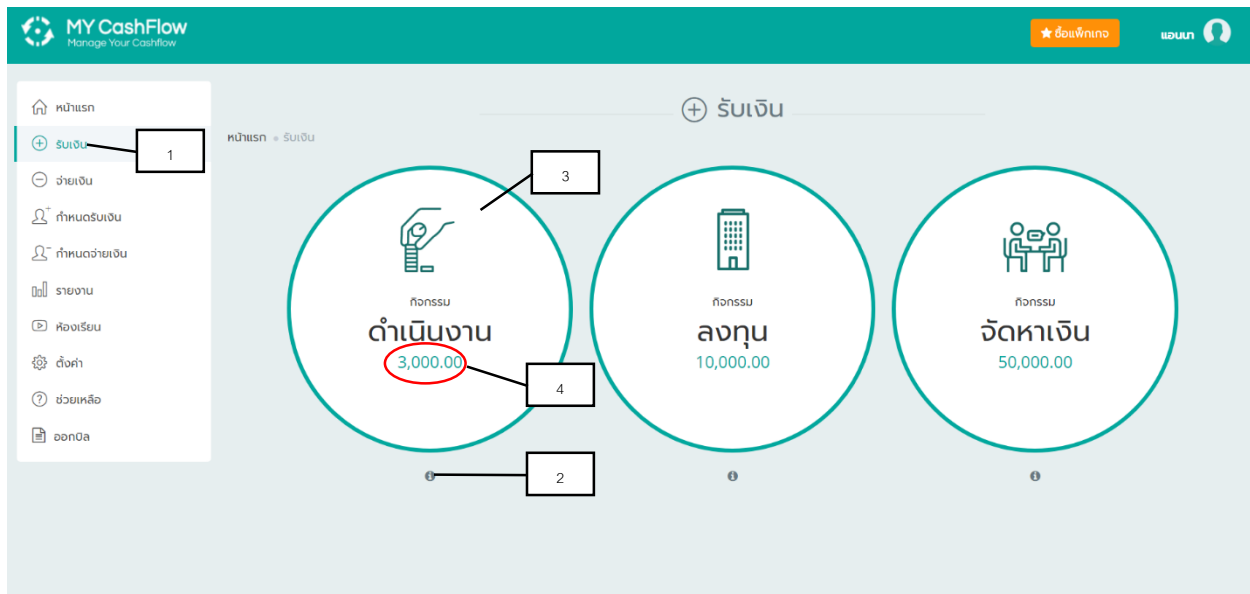 MY CashFlow
Manage Your Cashflow
ซื้อแพ็กเกจ
แอนนา
หน้าแรก
รับเงิน
จ่ายเงิน
กำหนดรับเงิน
กำหนดจ่ายเงิน
รายงาน
ห้องเรียน
ตั้งค่า
ช่วยเหลือ
ออกบิล
1
รับเงิน
หน้าแรก รับเงิน
3
กิจกรรม
ดำเนินงาน
3,000.00
4
2
กิจกรรม
ลงทุน
10,000.00
กิจกรรม
จัดหาเงิน
50,000.00